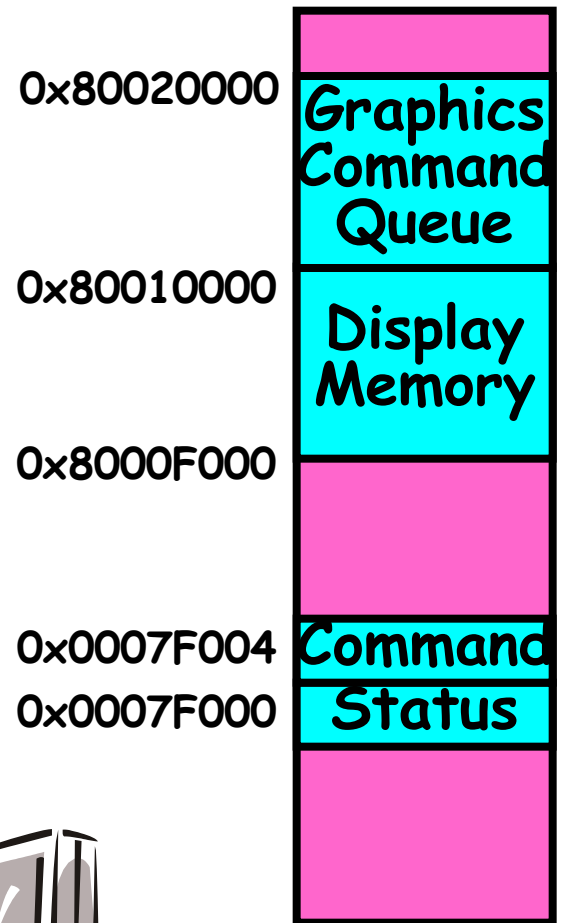 0x80020000
Graphics
Command
Queue
0x80010000
Display
Memory
0x8000F000
0x0007F004 Command
0x0007F000 Status